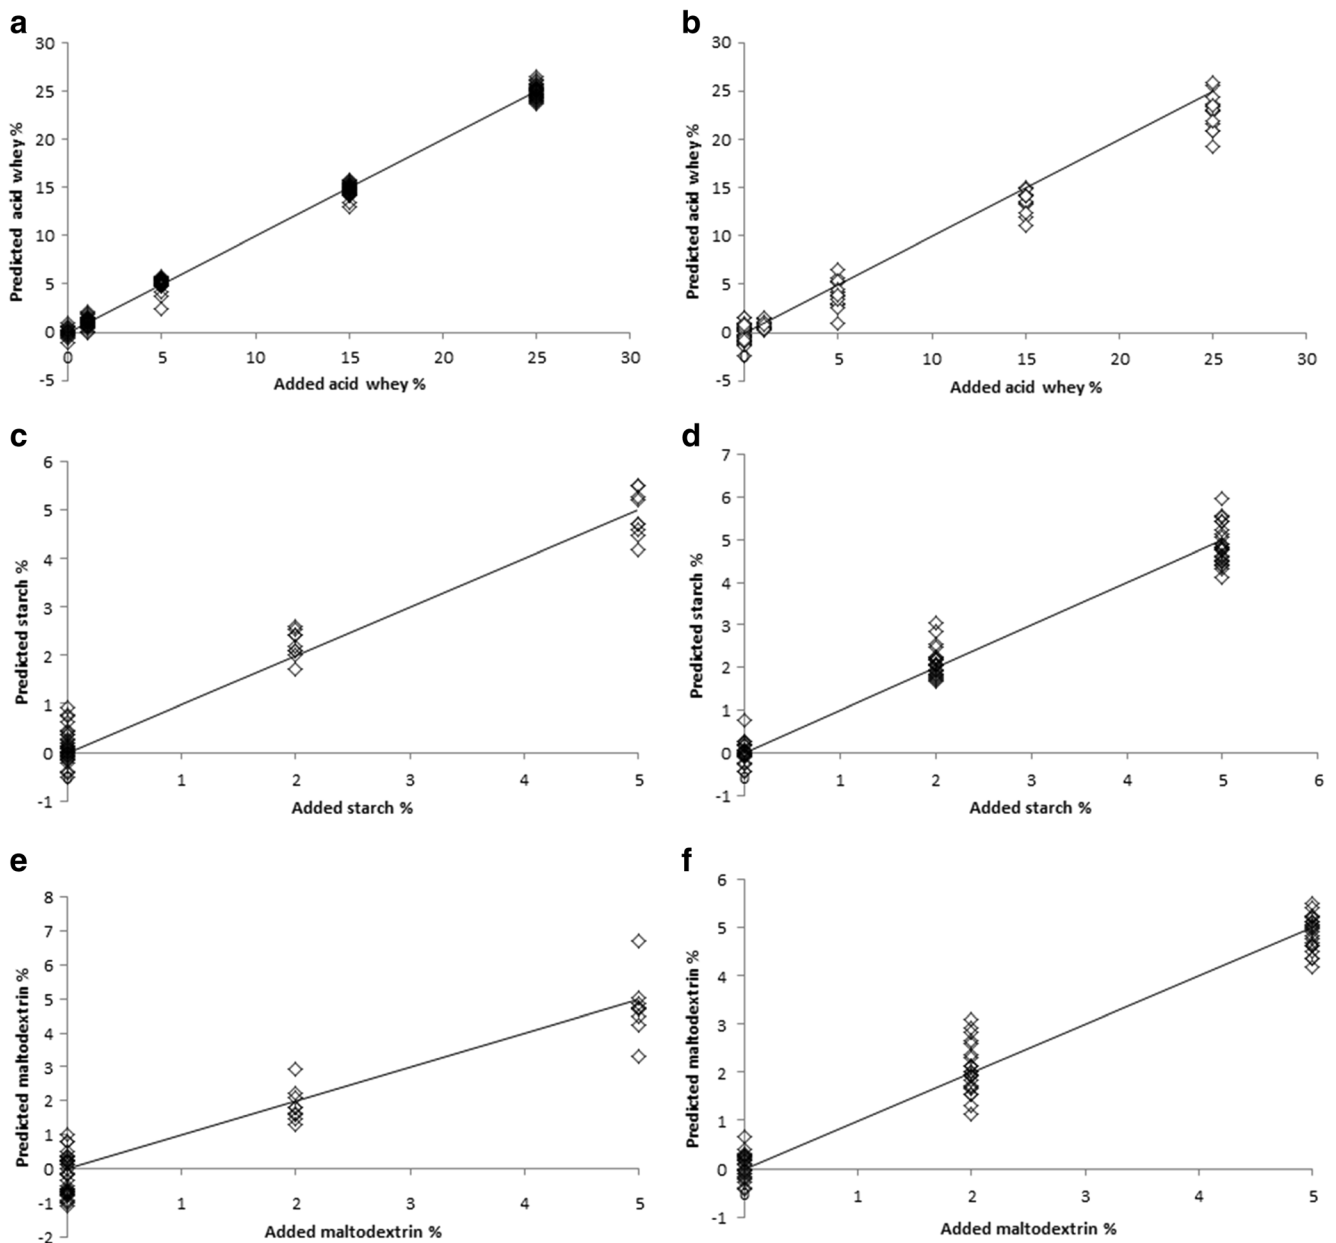 a
30
25
20
15
10
5
0
-5
0 5 10 15 20 25 30
Predicted acid whey %
Added acid whey %
b
30
25
20
15
10
5
0
-5
0 5 10 15 20 25 30
Predicted acid whey %
Added acid whey %
c
6
5
4
3
2
1
0
-1
1 2 3 4 5
Predicted starch %
Added starch %
d
7
6
5
4
3
2
1
0
-1
1 2 3 4 5 6
Predicted starch %
Added starch %
e
8
7
6
5
4
3
2
1
0
-1
-2
1 2 3 4 5
Predicted maltodextrin %
Added maltodextrin %
f
6
5
4
3
2
1
0
-1
1 2 3 4 5
Predicted maltodextrin %
Added maltodextrin %